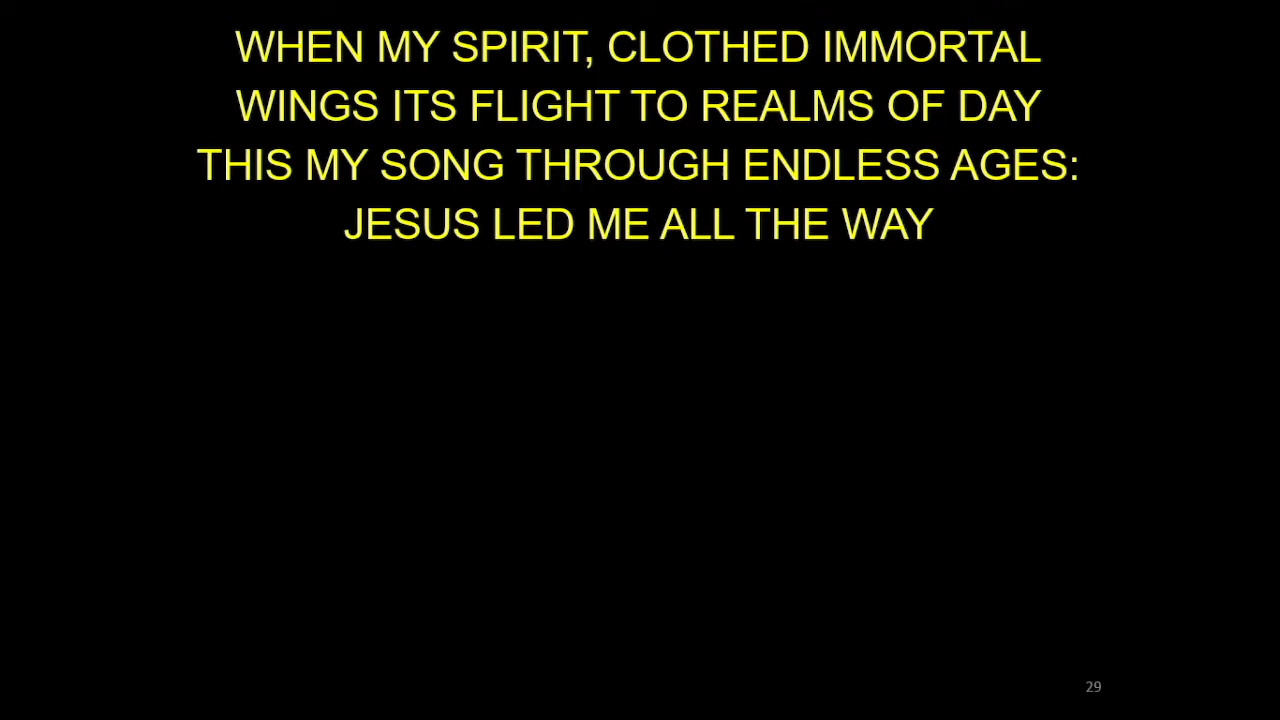 WHEN MY SPIRIT, CLOTHED IMMORTAL
WINGS ITS FLIGHT TO REALMS OF DAY
THIS MY SONG THROUGH ENDLESS AGES:
JESUS LED ME ALL THE WAY
29